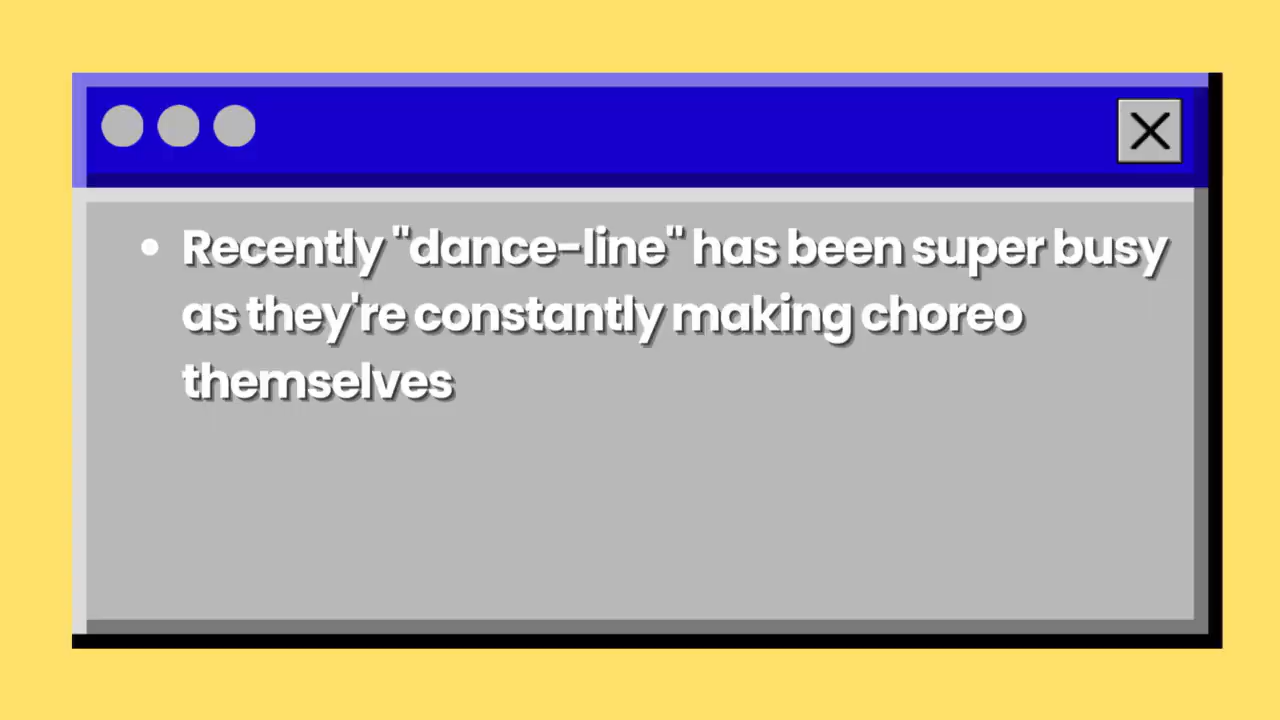 • Recently "dance-line" has been super busy
as they're constantly making choreo
themselves